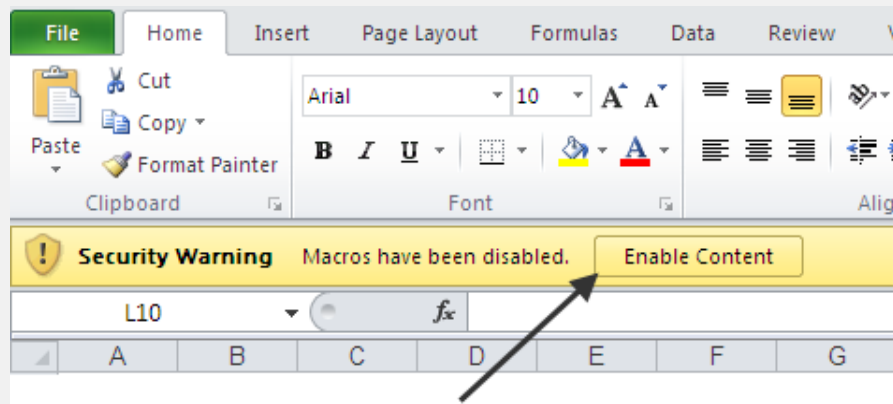 File Home Insert Page Layout Formulas Data Review
Cut
Arial 10 A A
Copy
Paste
B I U A
Format Painter
Clipboard Font Alig
Security Warning Macros have been disabled. Enable Content
L10 fx
A B C D E F G